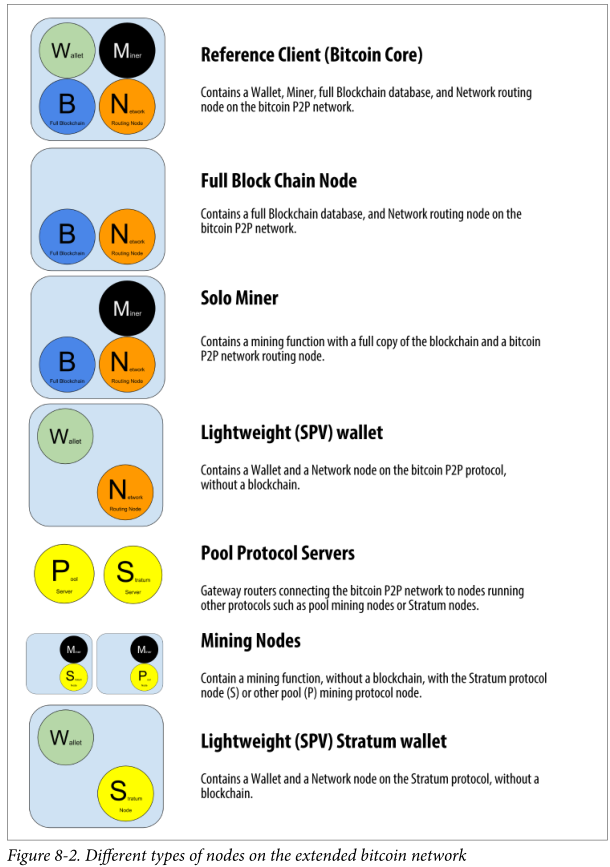 Wallet
Miner
B
Full Blockchain
Network
Routing Node
Reference Client (Bitcoin Core)
Contains a Wallet, Miner, full Blockchain database, and Network routing
node on the bitcoin P2P network.
B
Full Blockchain
Network
Routing Node
Full Block Chain Node
Contains a full Blockchain database, and Network routing node on the
bitcoin P2P network.
Miner
B
Full Blockchain
Network
Routing Node
Solo Miner
Contains a mining function with a full copy of the blockchain and a bitcoin
P2P network routing node.
Wallet
Network
Routing Node
Lightweight (SPV) wallet
Contains a Wallet and a Network node on the bitcoin P2P protocol,
without a blockchain.
Pool
Server
Stratum
Server
Pool Protocol Servers
Gateway routers connecting the bitcoin P2P network to nodes running
other protocols such as pool mining nodes or Stratum nodes.
Miner
Stratum
Node
Miner
Pool
Node
Mining Nodes
Contain a mining function, without a blockchain, with the Stratum protocol
node (S) or other pool (P) mining protocol node.
Wallet
Stratum
Node
Lightweight (SPV) Stratum wallet
Contains a Wallet and a Network node on the Stratum protocol, without a
blockchain.
Figure 8-2. Different types of nodes on the extended bitcoin network